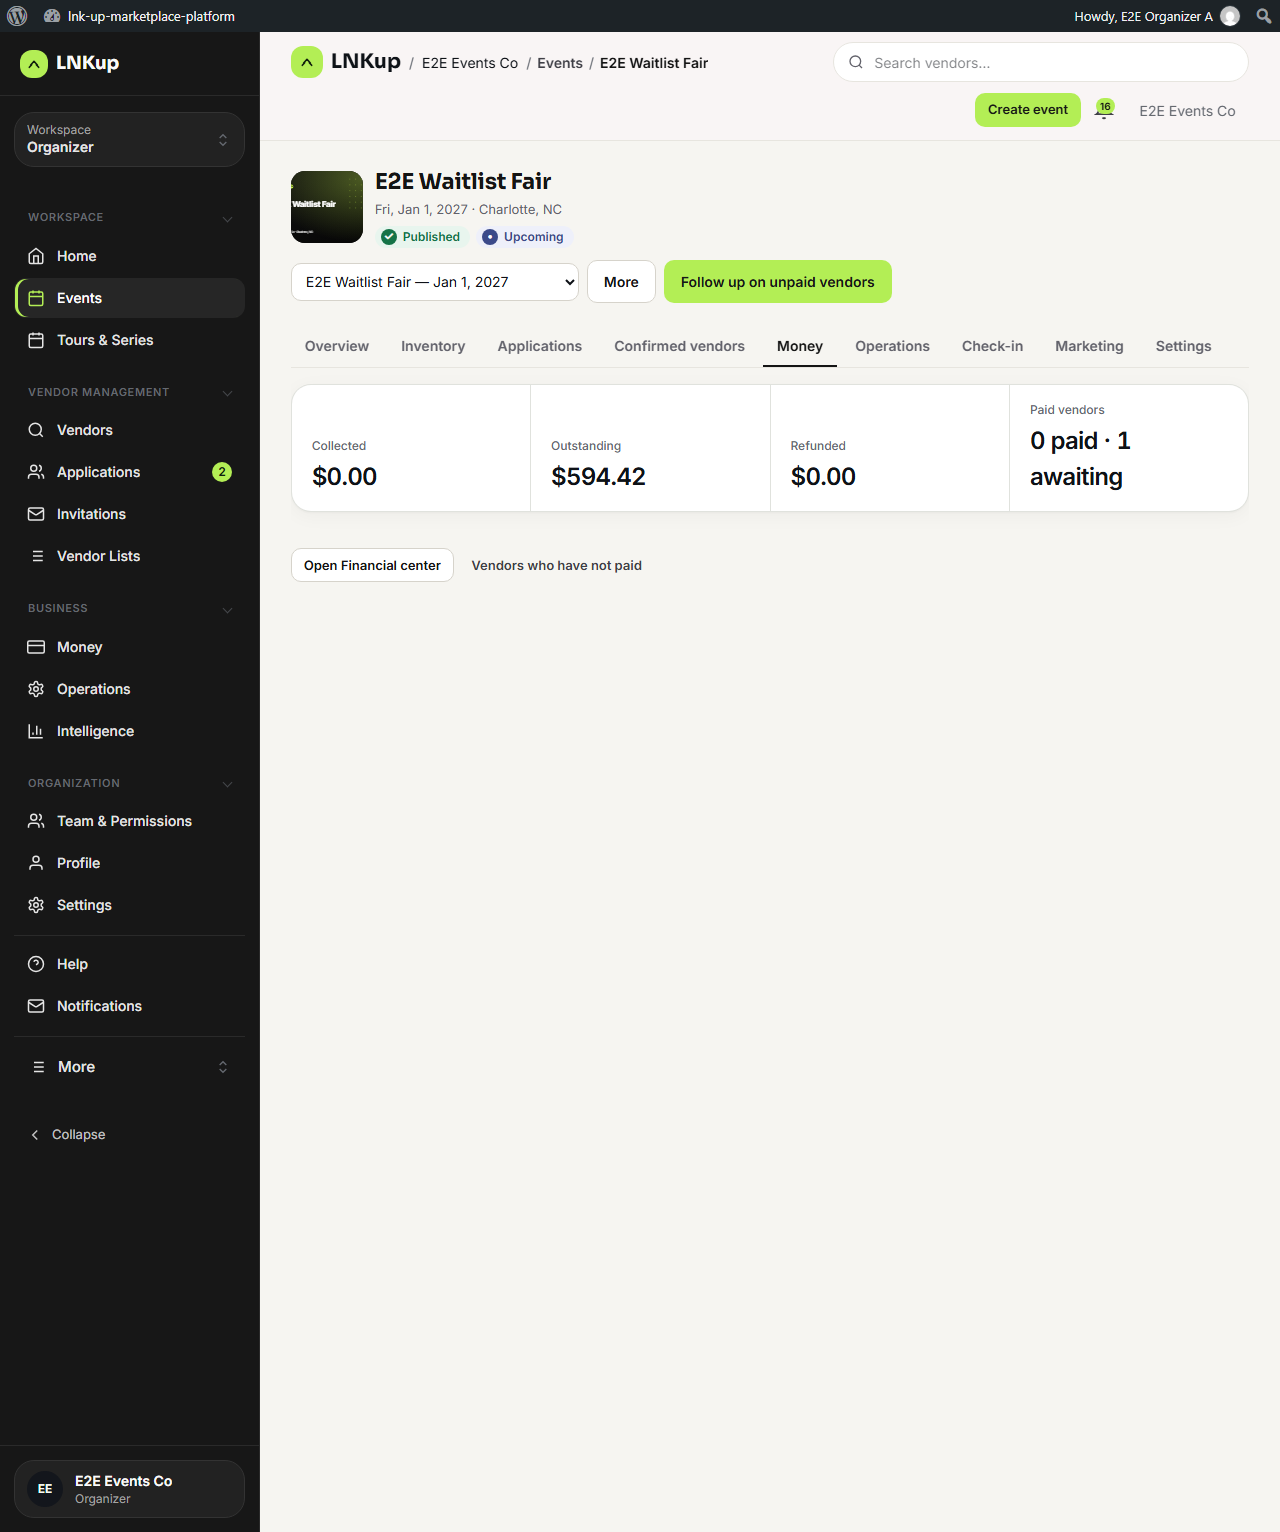 lnk-up-marketplace-platform
Howdy, E2E Organizer A
LNKup
Workspace
Organizer
WORKSPACE
Home
Events
Tours & Series
VENDOR MANAGEMENT
Vendors
Applications 2
Invitations
Vendor Lists
BUSINESS
Money
Operations
Intelligence
ORGANIZATION
Team & Permissions
Profile
Settings
Help
Notifications
More
Collapse
EE
E2E Events Co
Organizer
LNKup / E2E Events Co / Events / E2E Waitlist Fair
Search vendors...
Create event
16
E2E Events Co
Waitlist Fair
E2E Waitlist Fair
Fri, Jan 1, 2027 · Charlotte, NC
Published
Upcoming
E2E Waitlist Fair — Jan 1, 2027
More
Follow up on unpaid vendors
Overview
Inventory
Applications
Confirmed vendors
Money
Operations
Check-in
Marketing
Settings
Collected
$0.00
Outstanding
$594.42
Refunded
$0.00
Paid vendors
0 paid · 1
awaiting
Open Financial center
Vendors who have not paid